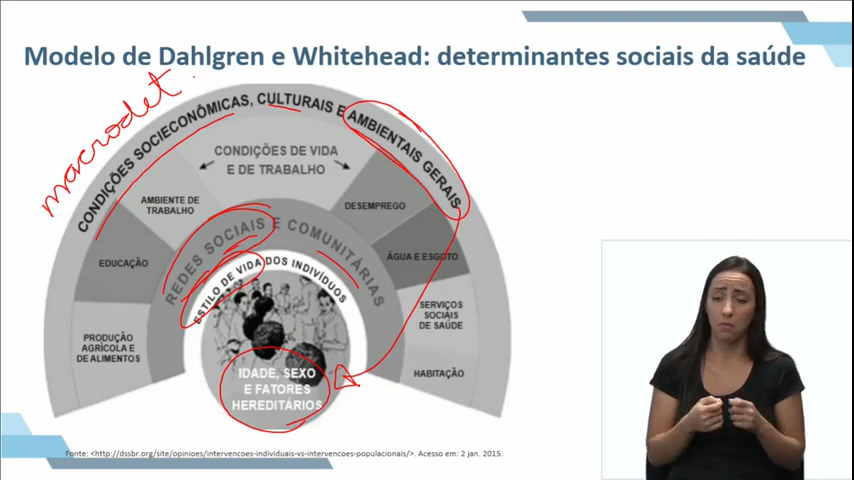 Modelo de Dahlgren e Whitehead: determinantes sociais da saúde
macrodet
CONDIÇÕES SOCIECONÔMICAS, CULTURAIS E AMBIENTAIS GERAIS
CONDIÇÕES DE VIDA
E DE TRABALHO
AMBIENTE DE
TRABALHO
DESEMPREGO
REDES SOCIAIS E COMUNITÁRIAS
EDUCAÇÃO
ÁGUA E ESGOTO
ESTILO DE VIDA DOS INDIVÍDUOS
SERVIÇOS
SOCIAIS
DE SAÚDE
PRODUÇÃO
AGRÍCOLA E
DE ALIMENTOS
HABITAÇÃO
IDADE, SEXO
E FATORES
HEREDITÁRIOS
Fonte: <http://dssbr.org/site/opinioes/intervencoes-individuais-vs-intervencoes-populacionais/>. Acesso em: 2 jan. 2015.